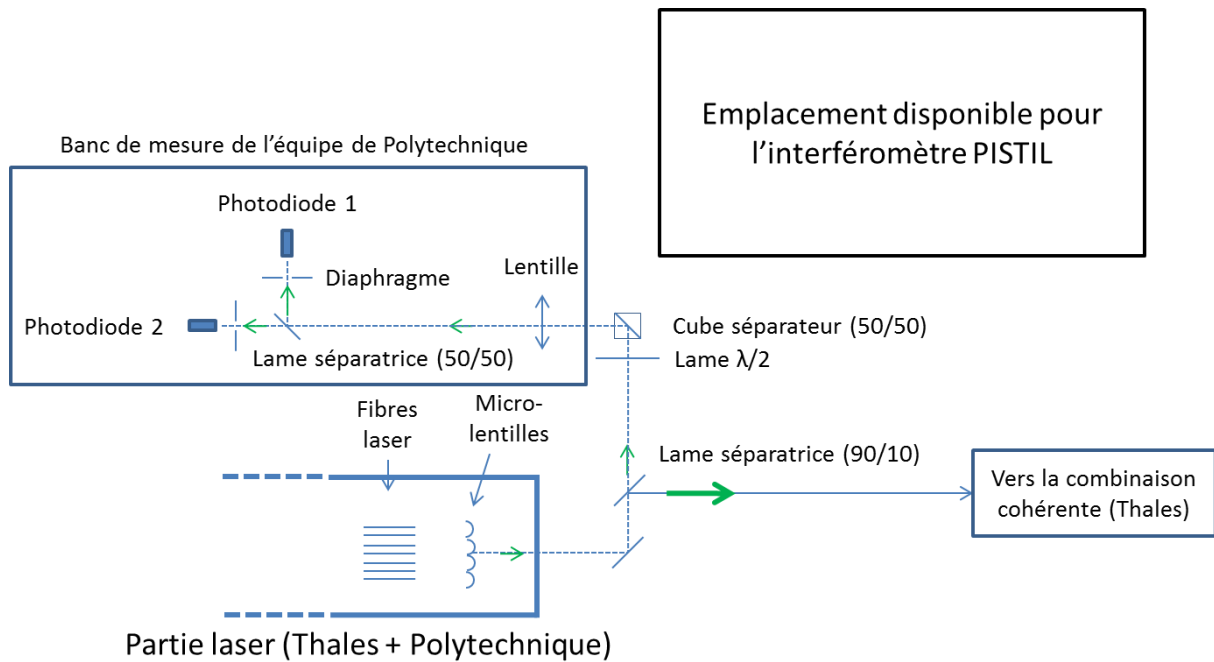 Emplacement disponible pour
l’interféromètre PISTIL
Banc de mesure de l’équipe de Polytechnique
Photodiode 1
Diaphragme
Lentille
Photodiode 2
Lame séparatrice (50/50)
Cube séparateur (50/50)
Lame λ/2
Fibres
laser
Micro-
lentilles
Lame séparatrice (90/10)
Vers la combinaison
cohérente (Thales)
Partie laser (Thales + Polytechnique)